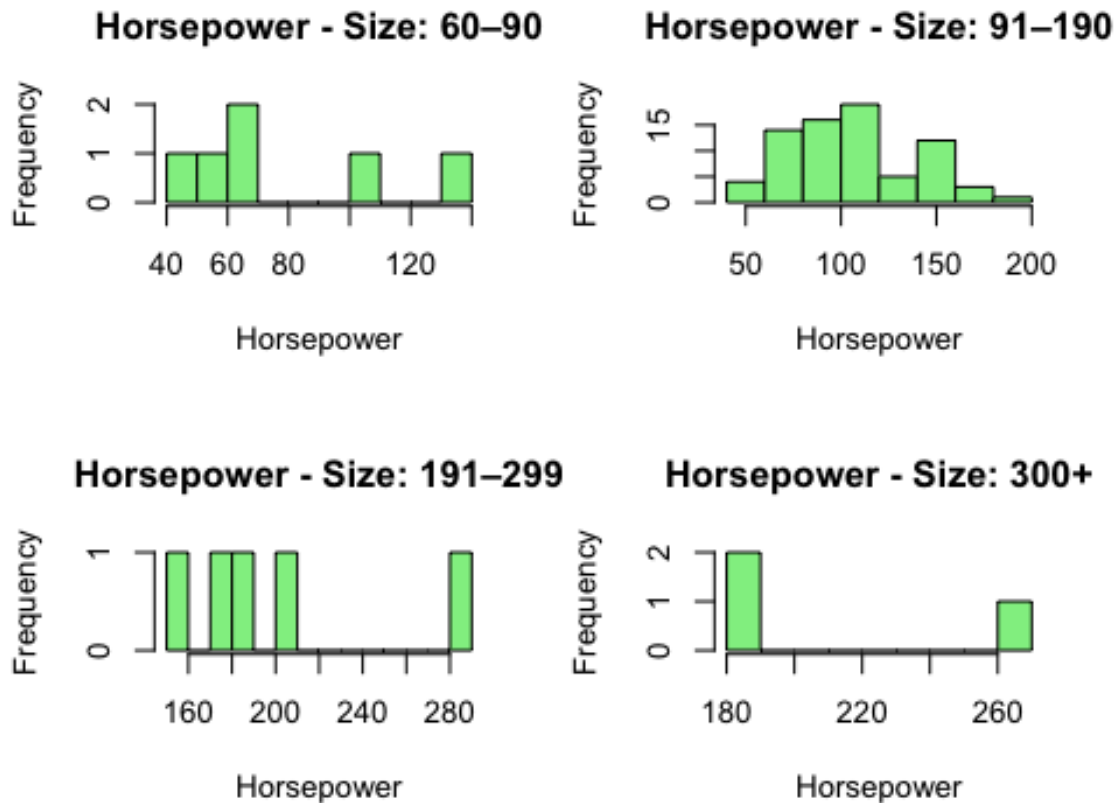 Horsepower - Size: 60–90
Frequency
0 1 2
40 60 80 120
Horsepower
Horsepower - Size: 91–190
Frequency
0 15
50 100 150 200
Horsepower
Horsepower - Size: 191–299
Frequency
0 1
160 200 240 280
Horsepower
Horsepower - Size: 300+
Frequency
0 1 2
180 220 260
Horsepower